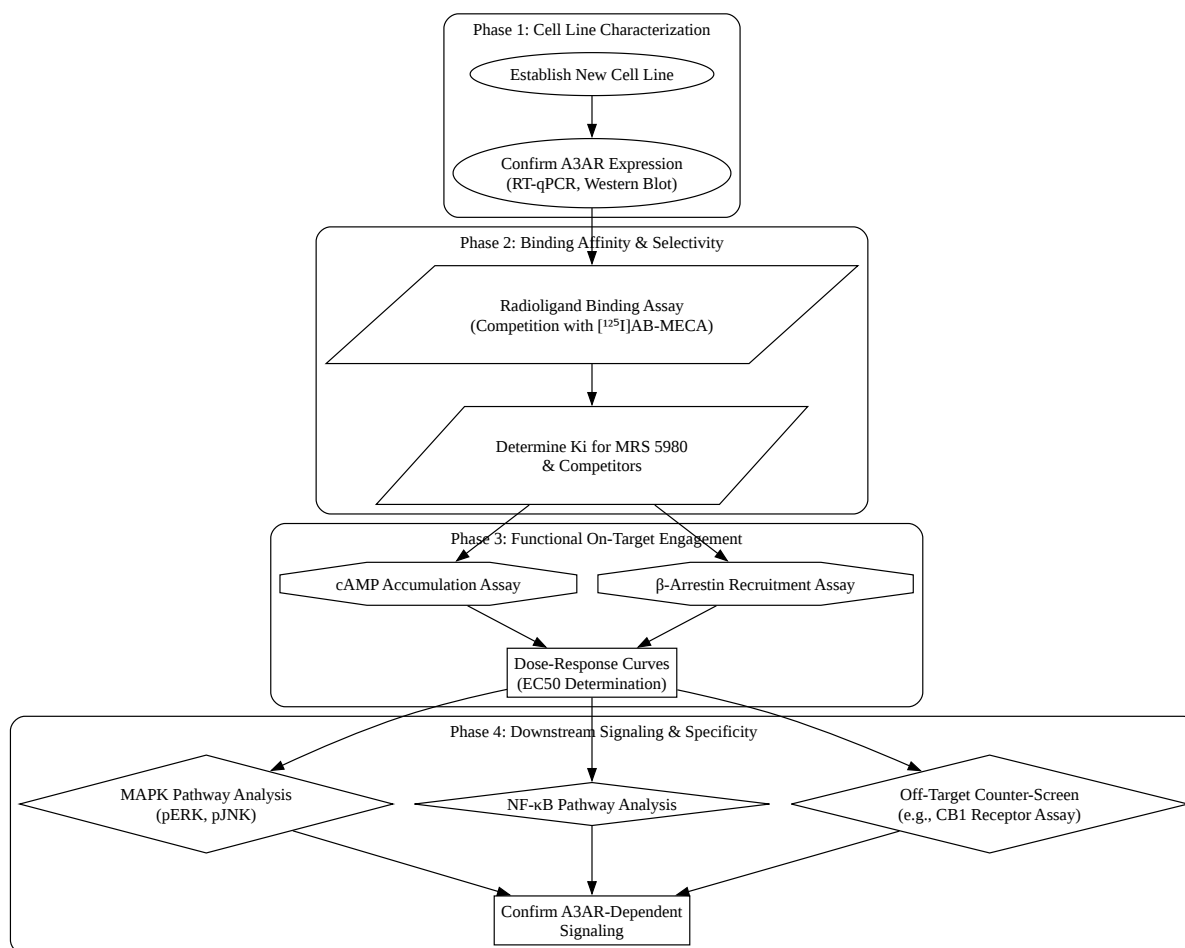 Phase 1: Cell Line Characterization
Establish New Cell Line
Confirm A3AR Expression
(RT-qPCR, Western Blot)
Phase 2: Binding Affinity & Selectivity
Radioligand Binding Assay
(Competition with [¹²⁵I]AB-MECA)
Determine Ki for MRS 5980
& Competitors
Phase 3: Functional On-Target Engagement
cAMP Accumulation Assay
β-Arrestin Recruitment Assay
Dose-Response Curves
(EC50 Determination)
Phase 4: Downstream Signaling & Specificity
MAPK Pathway Analysis
(pERK, pJNK)
NF-κB Pathway Analysis
Off-Target Counter-Screen
(e.g., CB1 Receptor Assay)
Confirm A3AR-Dependent
Signaling